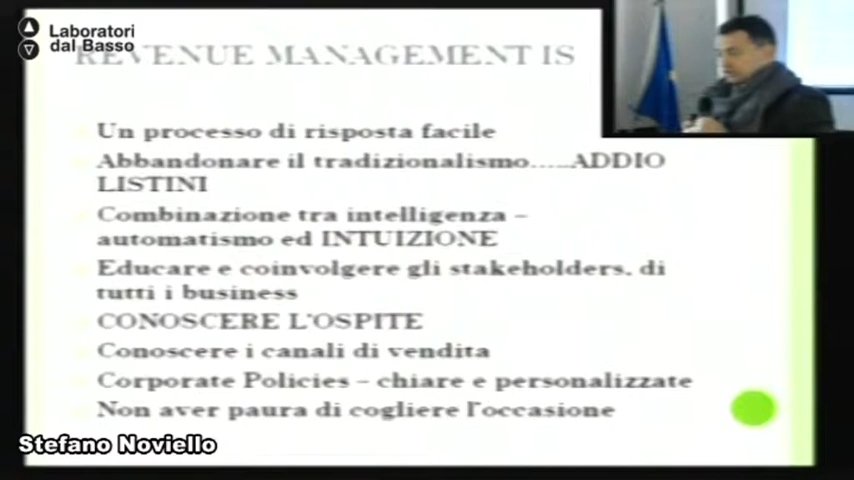 Laboratori
dal Basso
REVENUE MANAGEMENT IS
Un processo di risposta facile
Abbandonare il tradizionalismo.....ADDIO
LISTINI
Combinazione tra intelligenza –
automatismo ed INTUIZIONE
Educare e coinvolgere gli stakeholders. di
tutti i business
CONOSCERE L'OSPITE
Conoscere i canali di vendita
Corporate Policies – chiare e personalizzate
Non aver paura di cogliere l'occasione
Stefano Noviello